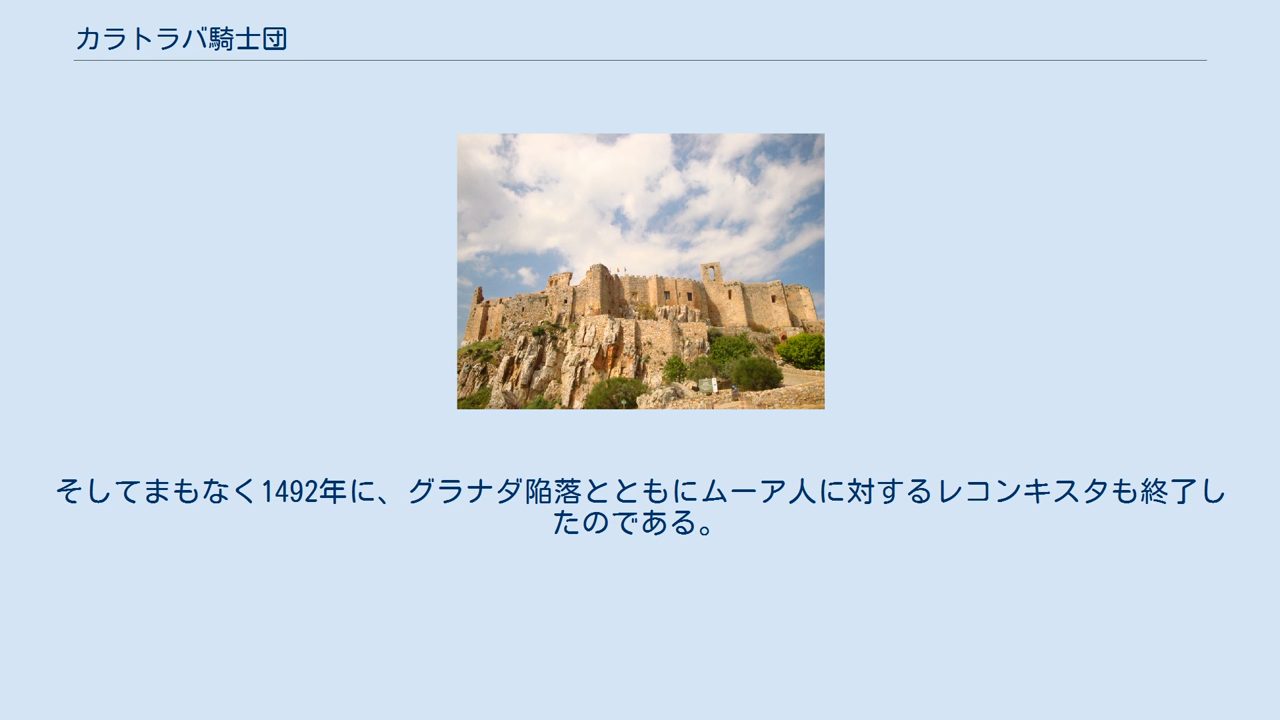 カラトラバ騎士団
そしてまもなく1492年に、グラナダ陥落とともにムーア人に対するレコンキスタも終了し
たのである。